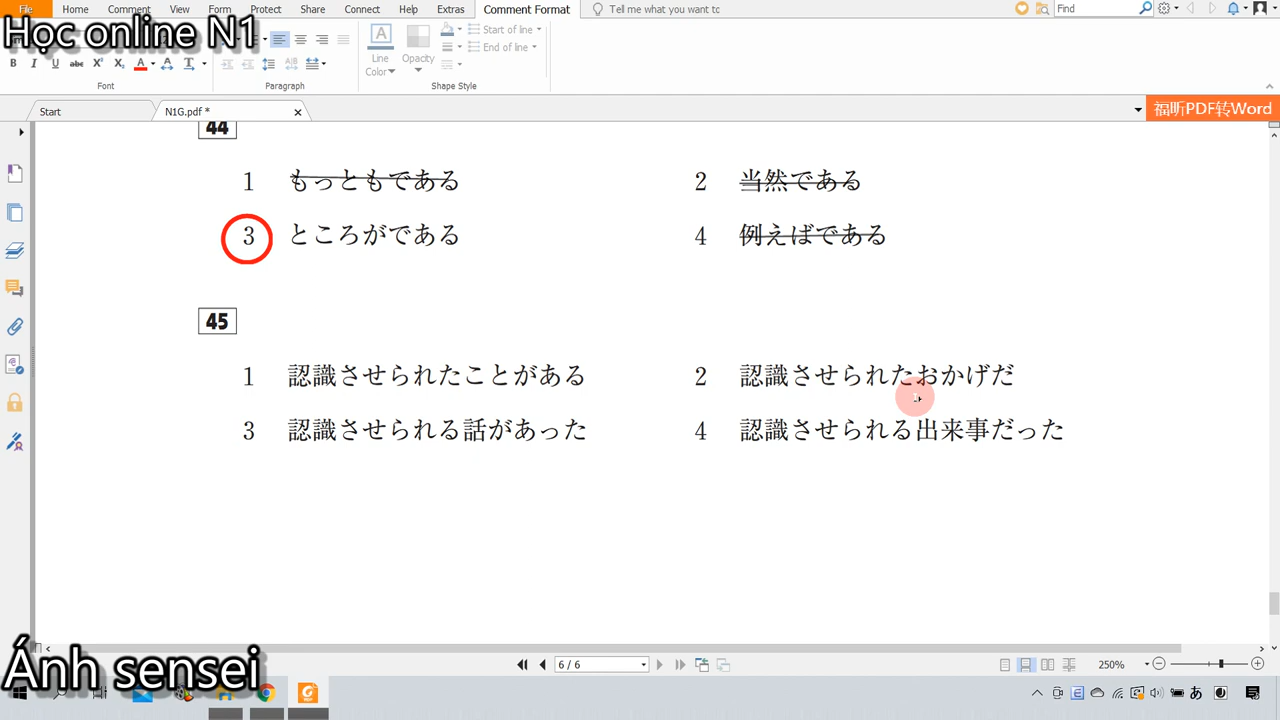 File Home Comment View Form Protect Share Connect Help Extras Comment Format Tell me what you want tc Find
Học online N1
Start of line
End of line
B I U abc X² X₂ A A T
Line Color
Opacity
Font Paragraph Shape Style
Start N1G.pdf * 福昕PDF转Word
44
1 もっともである 2 当然である
3 ところがである 4 例えばである
45
1 認識させられたことがある 2 認識させられたおかげだ
3 認識させられる話があった 4 認識させられる出来事だった
Ánh sensei
6 / 6
250%
あ